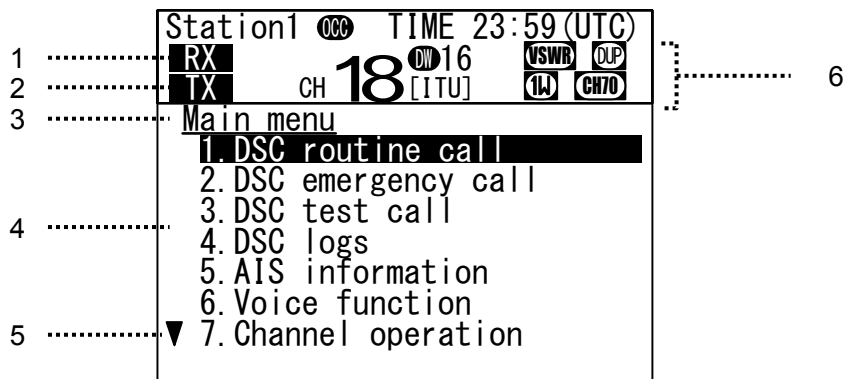 Station1 OCC TIME 23:59(UTC)
1 RX DW 16 VSWR DUP
2 TX CH 18 [ITU] 1W CH70
6
3 Main menu
1.DSC routine call
2.DSC emergency call
3.DSC test call
4 4.DSC logs
5.AIS information
6.Voice function
5 ▼ 7.Channel operation